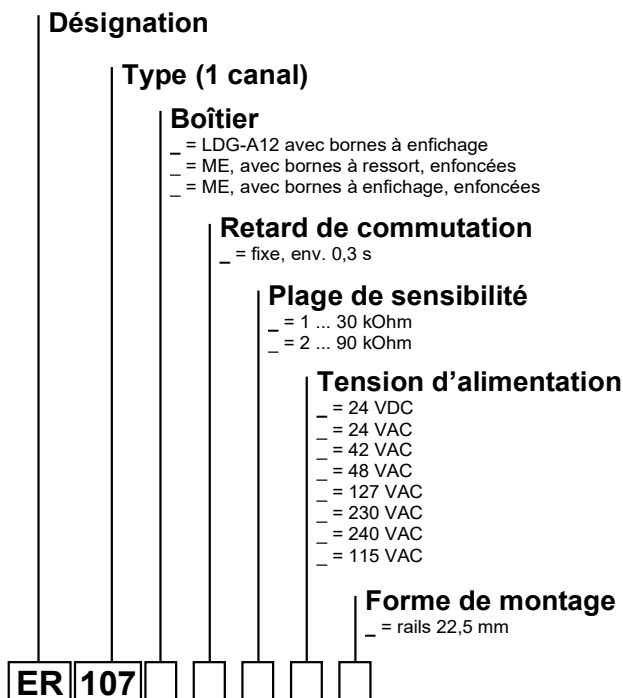 Désignation
Type (1 canal)
Boîtier
_ = LDG-A12 avec bornes à enfichage
_ = ME, avec bornes à ressort, enfoncées
_ = ME, avec bornes à enfichage, enfoncées
Retard de commutation
_ = fixe, env. 0,3 s
Plage de sensibilité
_ = 1 ... 30 kOhm
_ = 2 ... 90 kOhm
Tension d’alimentation
_ = 24 VDC
_ = 24 VAC
_ = 42 VAC
_ = 48 VAC
_ = 127 VAC
_ = 230 VAC
_ = 240 VAC
_ = 115 VAC
Forme de montage
_ = rails 22,5 mm
ER 107